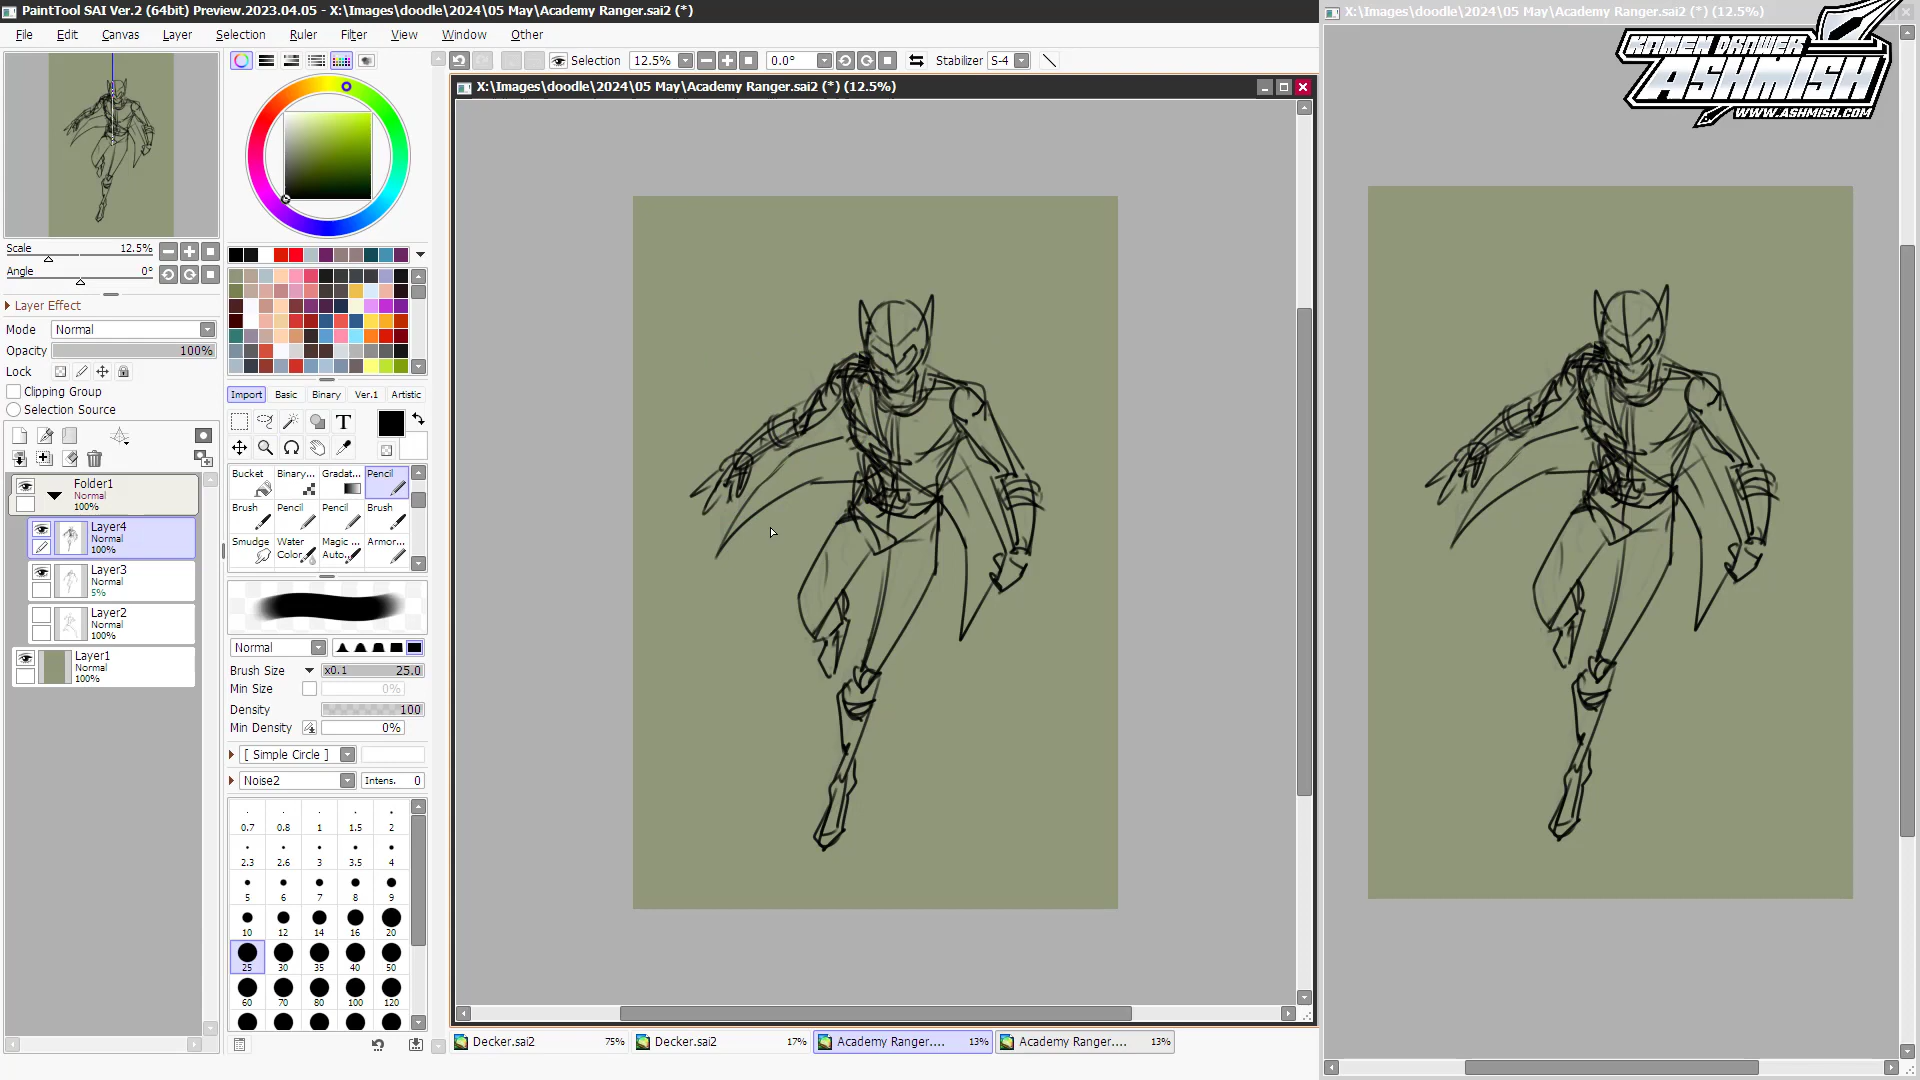 PaintTool SAI Ver.2 (64bit) Preview.2023.04.05 - X:\Images\doodle\2024\05 May\Academy Ranger.sai2 (*)
X:\Images\doodle\2024\05 May\Academy Ranger.sai2 (*) (12.5%)
KAMEN DRAWER
ASHMISH
WWW.ASHMISH.COM
File Edit Canvas Layer Selection Ruler Filter View Window Other
Selection 12.5% 0.0° Stabilizer S-4
X:\Images\doodle\2024\05 May\Academy Ranger.sai2 (*) (12.5%)
Scale 12.5%
Angle 0°
Layer Effect
Mode Normal
Opacity 100%
Lock
Clipping Group
Selection Source
Folder1
Normal
100%
Layer4
Normal
100%
Layer3
Normal
5%
Layer2
Normal
100%
Layer1
Normal
100%
Import Basic Binary Ver.1 Artistic
T
Bucket Binary... Gradat... Pencil
Brush Pencil Pencil Brush
Smudge Water Color... Magic Auto... Armor...
Normal
Brush Size x0.1 25.0
Min Size 0%
Density 100
Min Density 0%
[ Simple Circle ]
Noise2 Intens. 0
0.7 0.8 1 1.5 2
2.3 2.6 3 3.5 4
5 6 7 8 9
10 12 14 16 20
25 30 35 40 50
60 70 80 100 120
Decker.sai2 75% Decker.sai2 17% Academy Ranger.... 13% Academy Ranger.... 13%